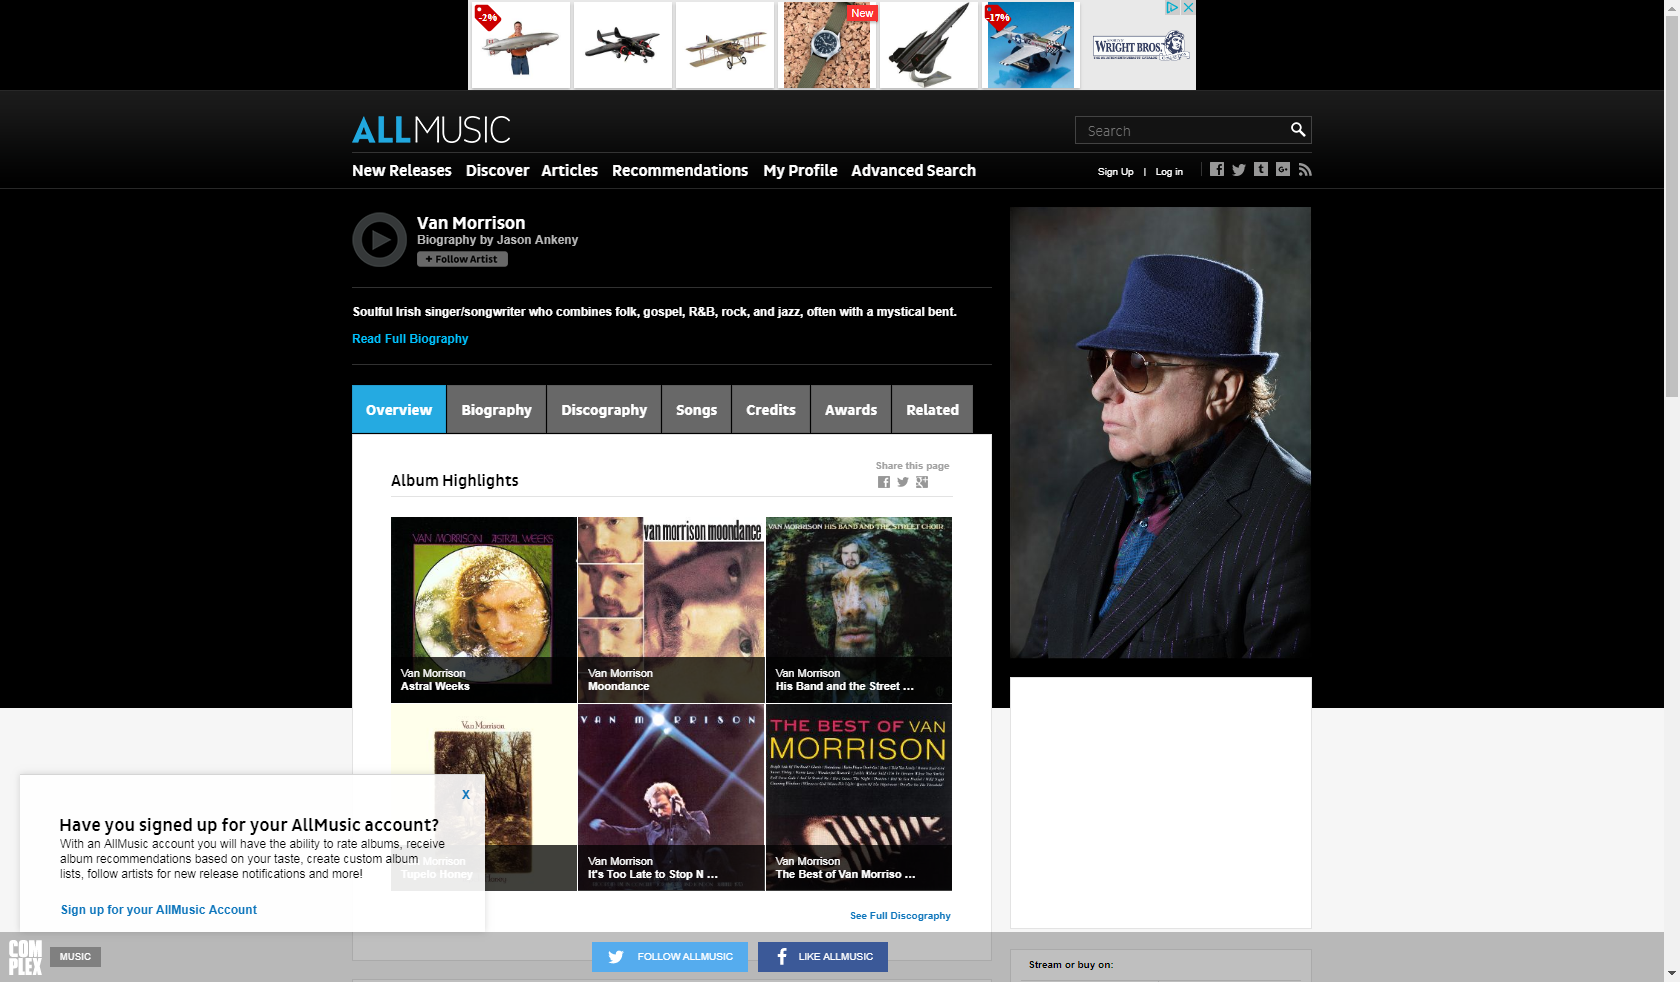 -2%
New
-17%
WRIGHT BROS.
ALLMUSIC
Search
New Releases Discover Articles Recommendations My Profile Advanced Search
Sign Up | Log in
Van Morrison
Biography by Jason Ankeny
+ Follow Artist
Soulful Irish singer/songwriter who combines folk, gospel, R&B, rock, and jazz, often with a mystical bent.
Read Full Biography
Overview Biography Discography Songs Credits Awards Related
Share this page
Album Highlights
VAN MORRISON ASTRAL WEEKS
van morrison moondance
VAN MORRISON HIS BAND AND THE STREET CHOIR
Van Morrison
Astral Weeks
Van Morrison
Moondance
Van Morrison
His Band and the Street ...
Van Morrison
VAN MORRISON
THE BEST OF VAN
MORRISON
Van Morrison
Tupelo Honey
Van Morrison
It's Too Late to Stop N ...
Van Morrison
The Best of Van Morriso ...
See Full Discography
X
Have you signed up for your AllMusic account?
With an AllMusic account you will have the ability to rate albums, receive
album recommendations based on your taste, create custom album
lists, follow artists for new release notifications and more!
Sign up for your AllMusic Account
COM
PLEX
MUSIC
FOLLOW ALLMUSIC
LIKE ALLMUSIC
Stream or buy on: